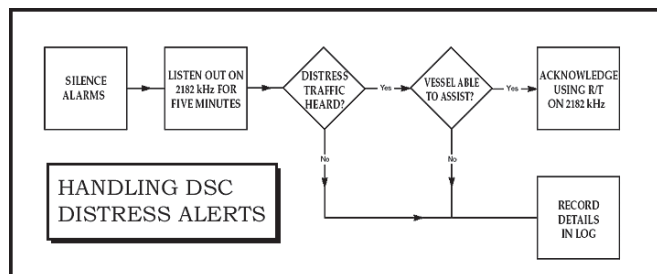 SILENCE
ALARMS
LISTEN OUT ON
2182 kHz FOR
FIVE MINUTES
DISTRESS
TRAFFIC
HEARD?
Yes
VESSEL ABLE
TO ASSIST?
Yes
ACKNOWLEDGE
USING R/T
ON 2182 kHz
No
No
HANDLING DSC
DISTRESS ALERTS
RECORD
DETAILS
IN LOG